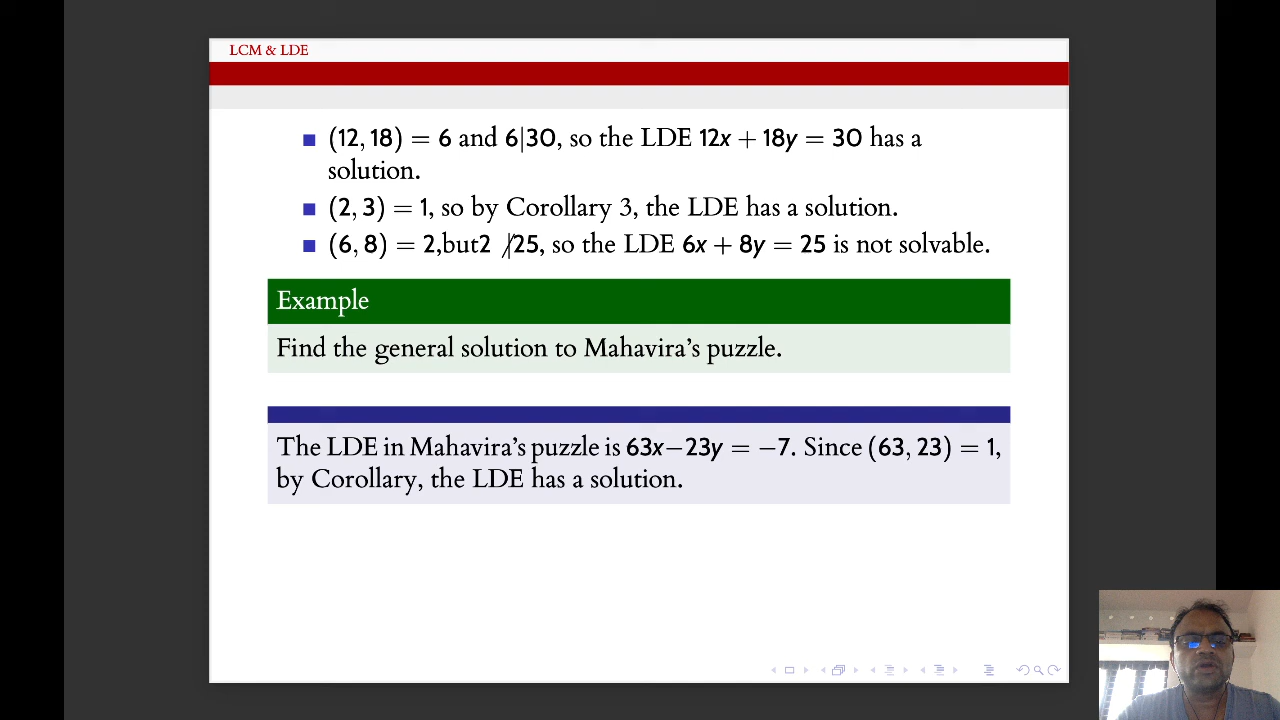 LCM & LDE
(12, 18) = 6 and 6|30, so the LDE 12x + 18y = 30 has a
solution.
(2, 3) = 1, so by Corollary 3, the LDE has a solution.
(6, 8) = 2,but2 ∤25, so the LDE 6x + 8y = 25 is not solvable.
Example
Find the general solution to Mahavira's puzzle.
The LDE in Mahavira's puzzle is 63x−23y = −7. Since (63, 23) = 1,
by Corollary, the LDE has a solution.